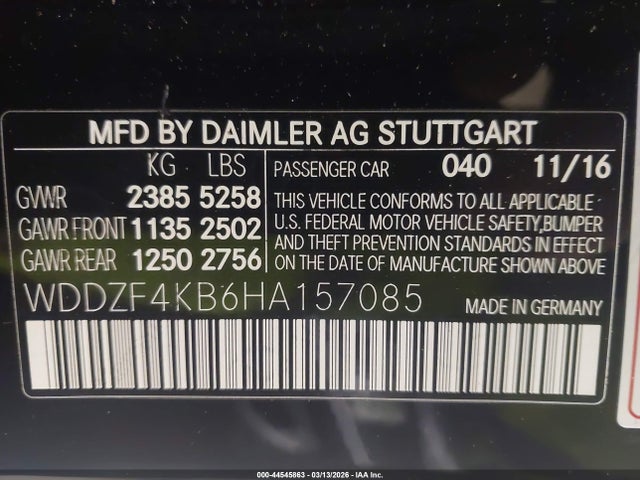 MFD BY DAIMLER AG STUTTGART
KG LBS
GVWR 2385 5258
GAWR FRONT 1135 2502
GAWR REAR 1250 2756
PASSENGER CAR 040 11/16
THIS VEHICLE CONFORMS TO ALL APPLICABLE
U.S. FEDERAL MOTOR VEHICLE SAFETY,BUMPER
AND THEFT PREVENTION STANDARDS IN EFFECT
ON THE DATE OF MANUFACTURE SHOWN ABOVE
WDDZF4KB6HA157085 MADE IN GERMANY
000-44545863 - 03/13/2026 - IAA Inc.